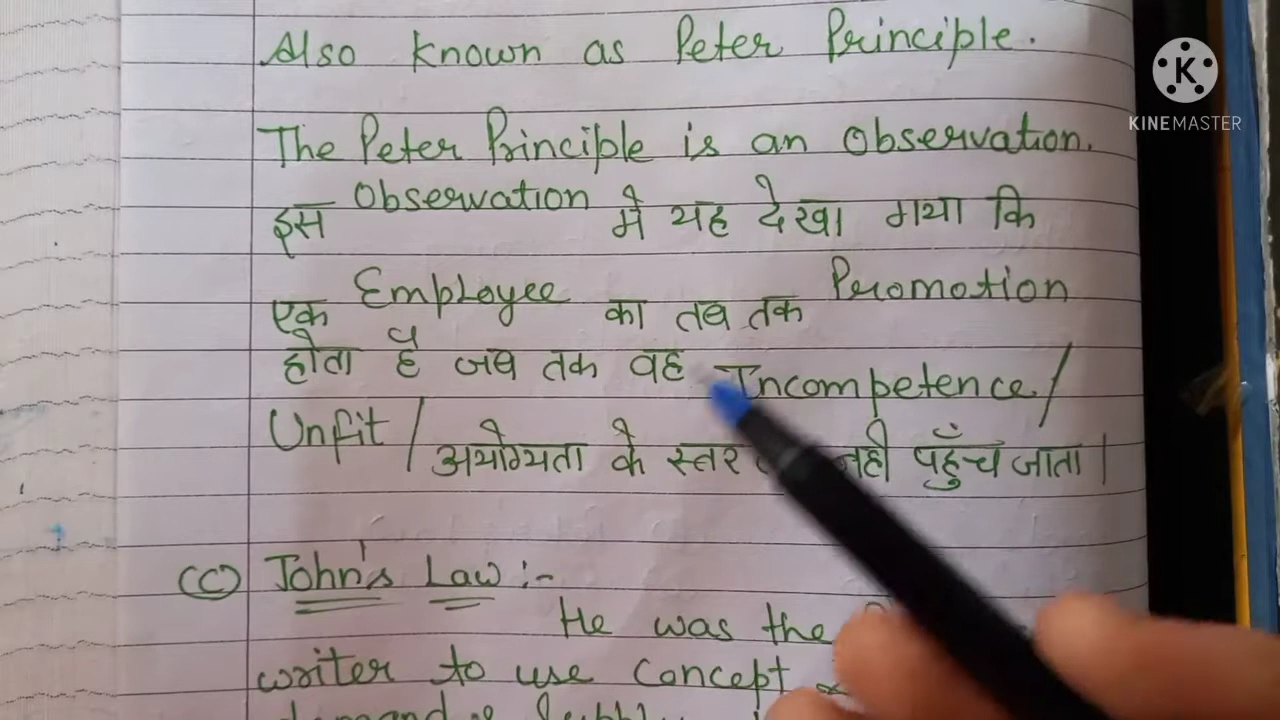 Also known as Peter Principle.
The Peter Principle is an Observation.
इस Observation में यह देखा गया कि
एक Employee का तब तक Promotion
होता है जब तक वह Incompetence/
Unfit/अयोग्यता के स्तर नही पहुँच जाता।
(C) John's Law :-
He was the
writer to use concept
demand &
K
KINEMASTER